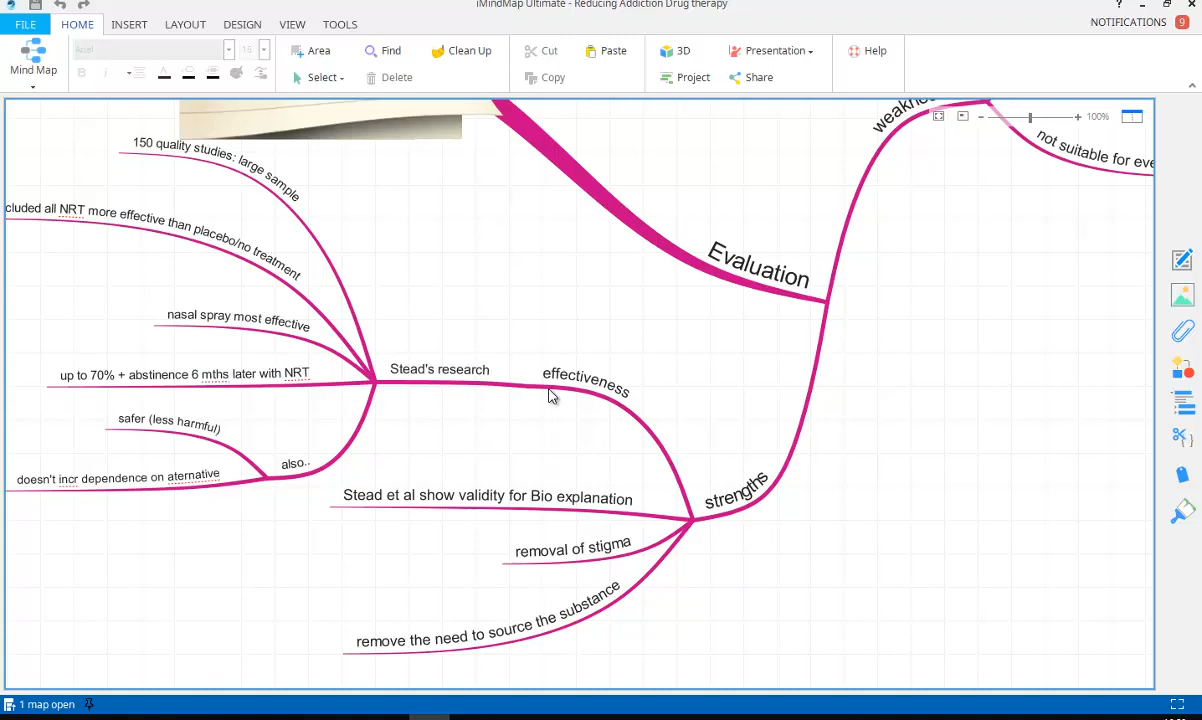 iMindMap Ultimate - Reducing Addiction Drug therapy
FILE HOME INSERT LAYOUT DESIGN VIEW TOOLS NOTIFICATIONS 9
Mind Map
Arial 15
B I
Area Find Clean Up
Select Delete
Cut Paste
Copy
3D Presentation Help
Project Share
100%
weakness
not suitable for eve
Evaluation
150 quality studies: large sample
cluded all NRT more effective than placebo/no treatment
nasal spray most effective
up to 70% + abstinence 6 mths later with NRT
Stead's research
effectiveness
safer (less harmful)
also..
doesn't incr dependence on aternative
strengths
Stead et al show validity for Bio explanation
removal of stigma
remove the need to source the substance
1 map open